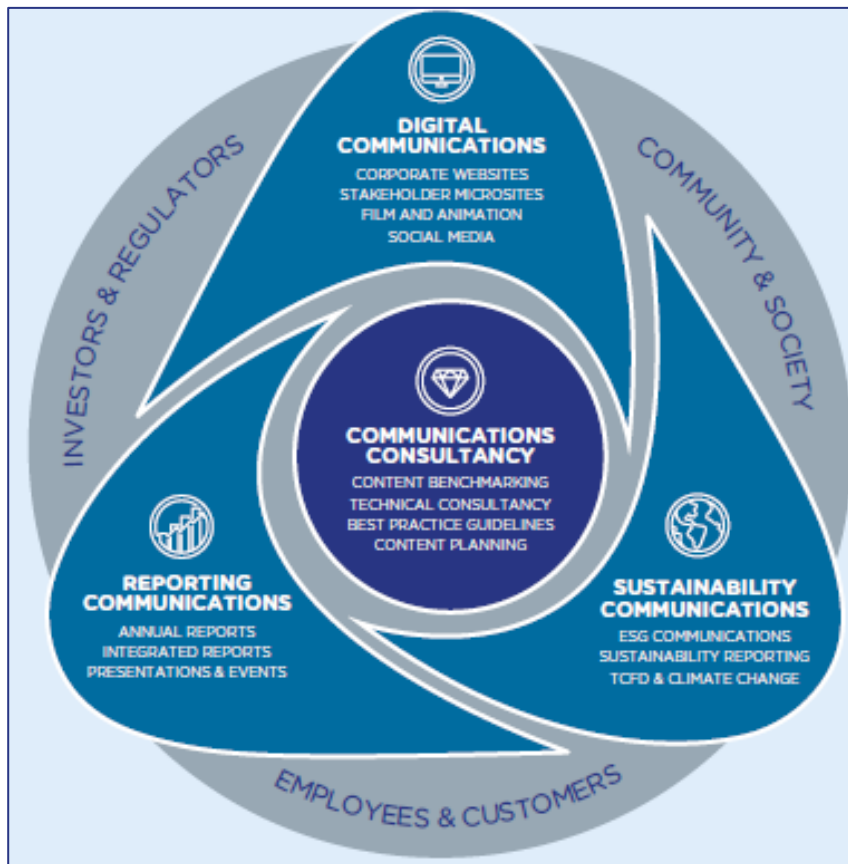 DIGITAL
COMMUNICATIONS
CORPORATE WEBSITES
STAKEHOLDER MICROSITES
FILM AND ANIMATION
SOCIAL MEDIA
INVESTORS & REGULATORS
COMMUNITY & SOCIETY
COMMUNICATIONS
CONSULTANCY
CONTENT BENCHMARKING
TECHNICAL CONSULTANCY
BEST PRACTICE GUIDELINES
CONTENT PLANNING
REPORTING
COMMUNICATIONS
ANNUAL REPORTS
INTEGRATED REPORTS
PRESENTATIONS & EVENTS
SUSTAINABILITY
COMMUNICATIONS
ESG COMMUNICATIONS
SUSTAINABILITY REPORTING
TCFD & CLIMATE CHANGE
EMPLOYEES & CUSTOMERS